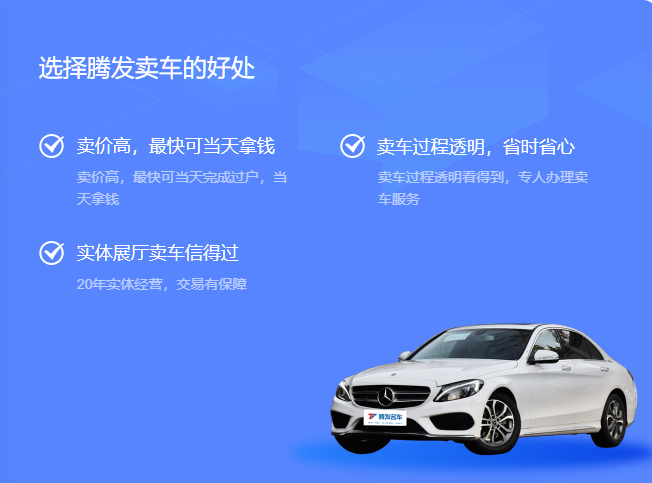 选择腾发卖车的好处
卖价高，最快可当天拿钱
卖价高，最快可当天完成过户，当
天拿钱
卖车过程透明，省时省心
卖车过程透明看得到，专人办理卖
车服务
实体展厅卖车信得过
20年实体经营，交易有保障
腾发名车